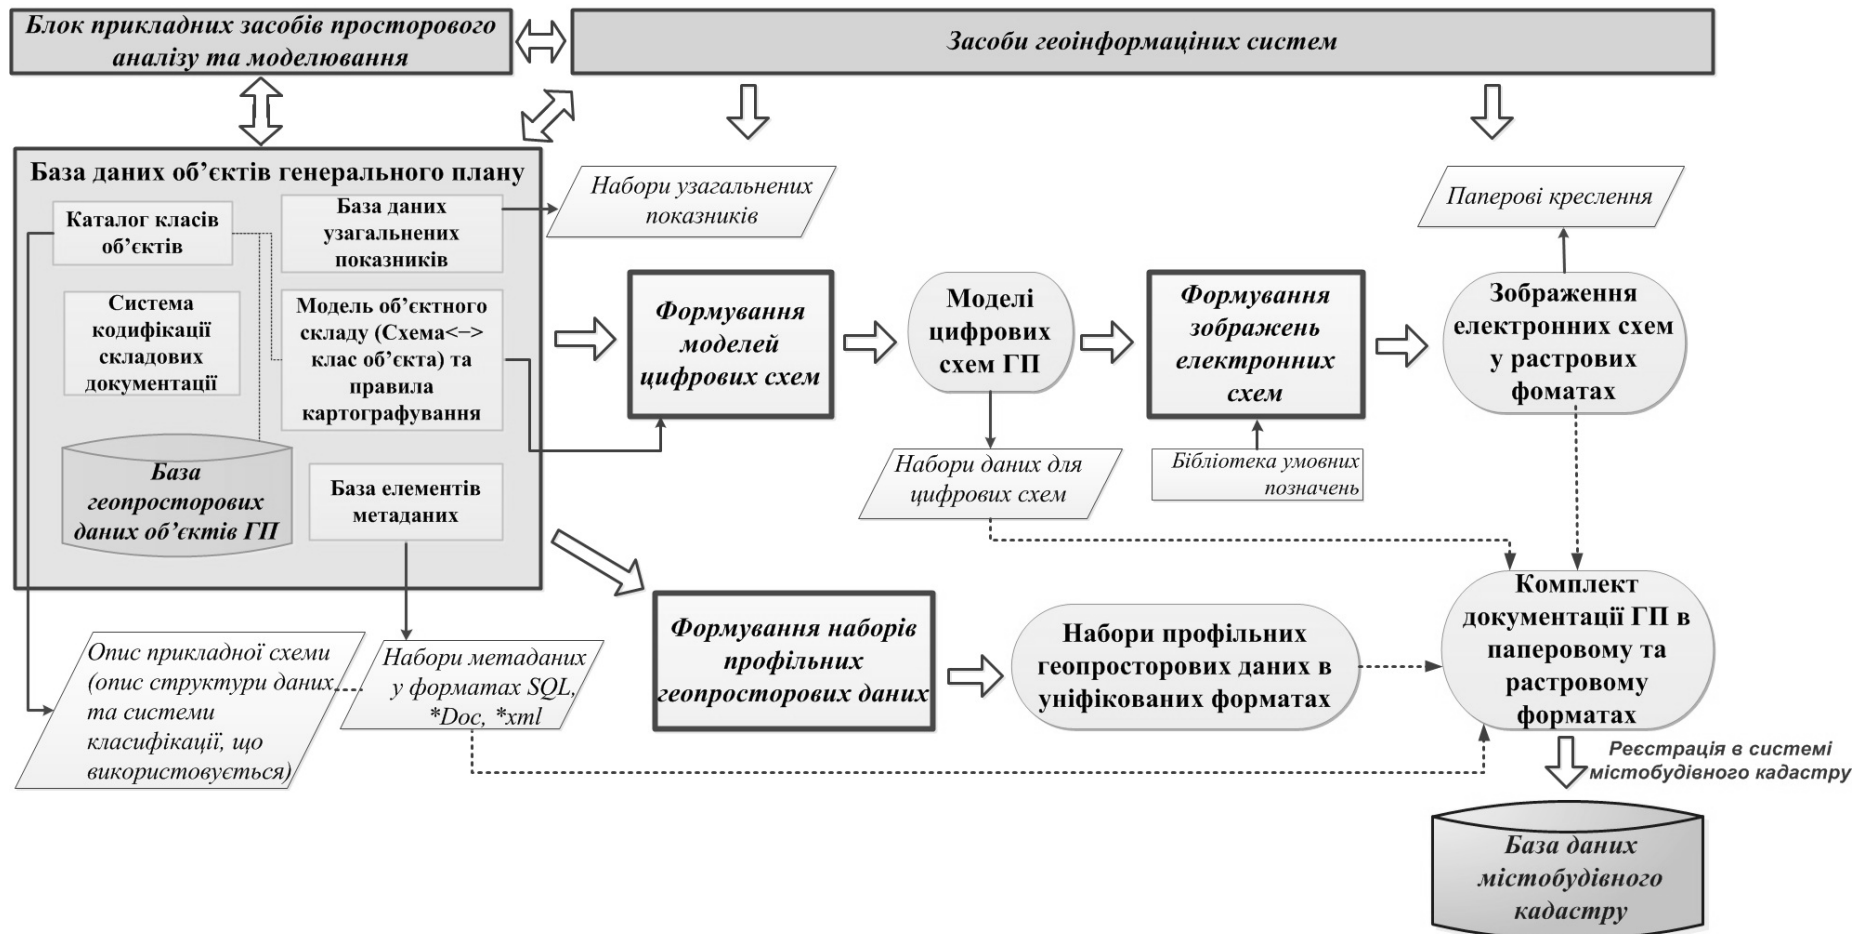 Блок прикладних засобів просторового
аналізу та моделювання
Засоби геоінформаціних систем
База даних об’єктів генерального плану
Каталог класів
об’єктів
База даних
узагальнених
показників
Система
кодифікації
складових
документації
Модель об’єктного
складу (Схема<–>
клас об’єкта) та
правила
картографування
База
геопросторових
даних об’єктів ГП
База елементів
метаданих
Набори узагальнених
показників
Паперові креслення
Формування
моделей
цифрових схем
Моделі
цифрових
схем ГП
Формування
зображень
електронних
схем
Зображення
електронних схем
у растрових
фоматах
Набори даних для
цифрових схем
Бібліотека умовних
позначень
Опис прикладної схеми
(опис структури даних
та системи
класифікації, що
використовується)
Набори метаданих
у форматах SQL,
*Doc, *xml
Формування наборів
профільних
геопросторових даних
Набори профільних
геопросторових даних в
уніфікованих форматах
Комплект
документації ГП в
паперовому та
растровому
форматах
Реєстрація в системі
містобудівного кадастру
База даних
містобудівного
кадастру